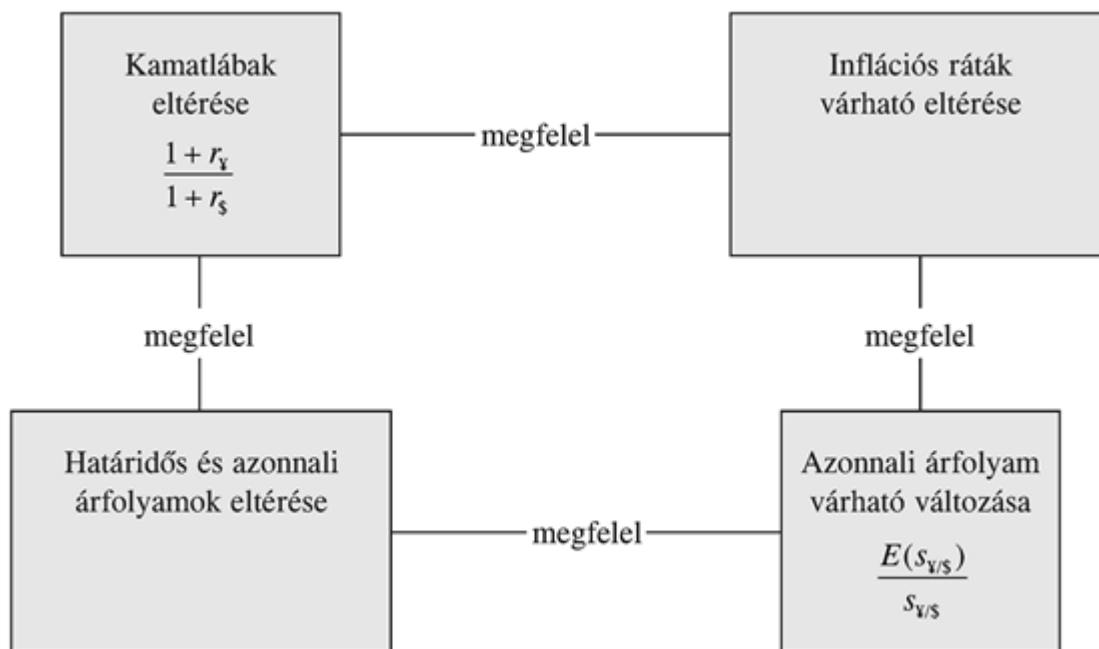 Kamatlábak
eltérése
1 + r¥
1 + r$
megfelel
Inflációs ráták
várható eltérése
megfelel
megfelel
Határidős és azonnali
árfolyamok eltérése
megfelel
Azonnali árfolyam
várható változása
E(s¥/$)
s¥/$